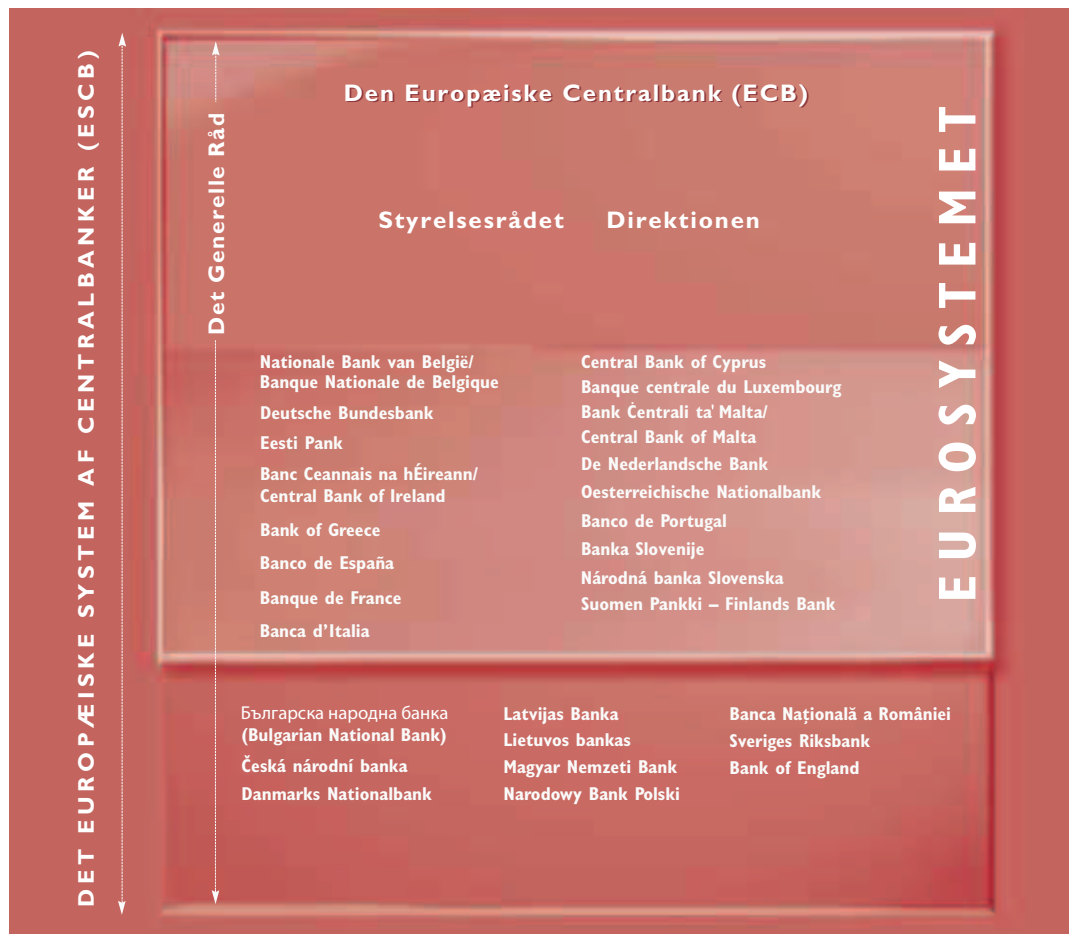 DET EUROPÆISKE SYSTEM AF CENTRALBANKER (ESCB)
Det Generelle Råd
Den Europæiske Centralbank (ECB)
Styrelsesrådet Direktionen
EUROSYSTEMET
Nationale Bank van België/
Banque Nationale de Belgique
Deutsche Bundesbank
Eesti Pank
Banc Ceannais na hÉireann/
Central Bank of Ireland
Bank of Greece
Banco de España
Banque de France
Banca d’Italia
Central Bank of Cyprus
Banque centrale du Luxembourg
Bank Ċentrali ta' Malta/
Central Bank of Malta
De Nederlandsche Bank
Oesterreichische Nationalbank
Banco de Portugal
Banka Slovenije
Národná banka Slovenska
Suomen Pankki – Finlands Bank
Българска народна банка
(Bulgarian National Bank)
Česká národní banka
Danmarks Nationalbank
Latvijas Banka
Lietuvos bankas
Magyar Nemzeti Bank
Narodowy Bank Polski
Banca Naţională a României
Sveriges Riksbank
Bank of England